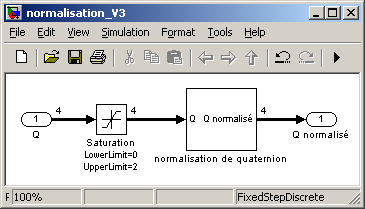 normalisation_V3
File Edit View Simulation Format Tools Help
4 4 4
1 Q Q normalisé 1
Q Q normalisé
Saturation
LowerLimit=0
UpperLimit=2
normalisation de quaternion
F 100% FixedStepDiscrete